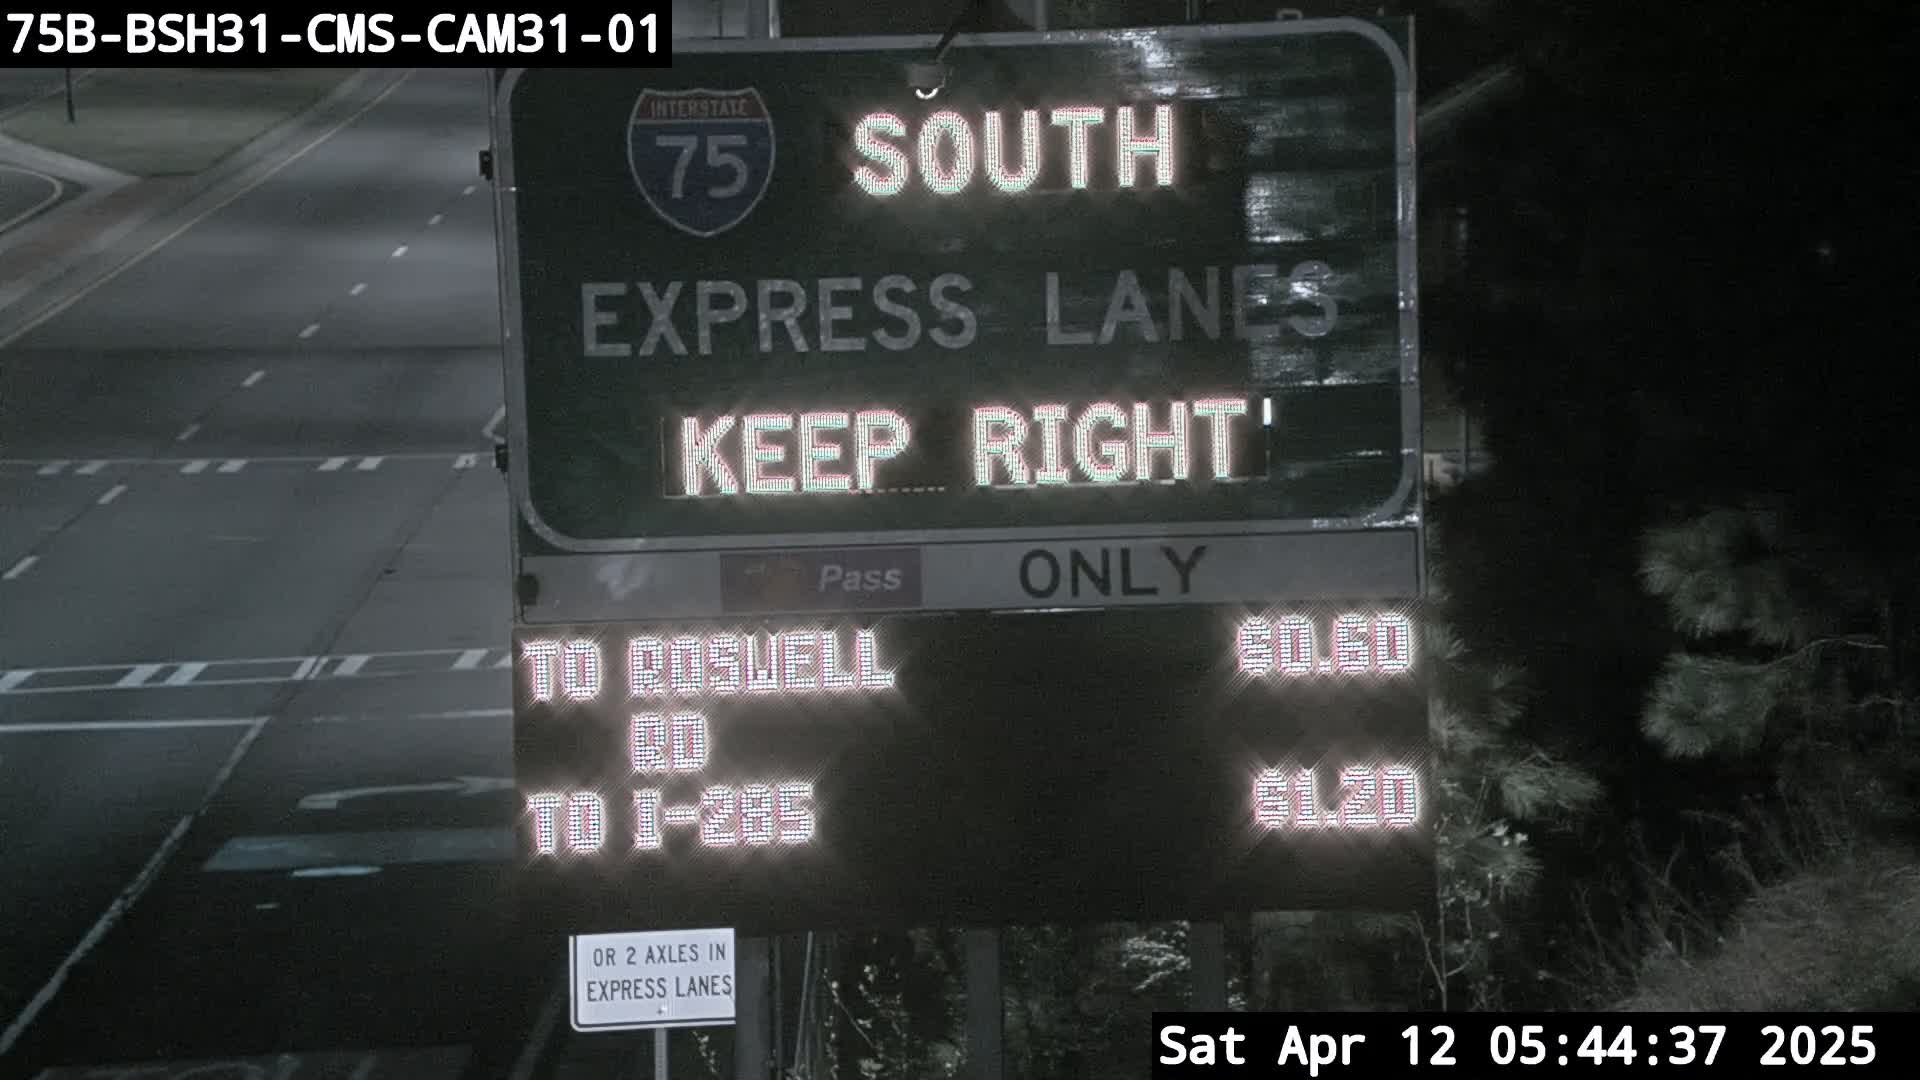 75B-BSH31-CMS-CAM31-01
INTERSTATE
75
SOUTH
EXPRESS LANES
KEEP RIGHT
Pass ONLY
TO ROSWELL $0.60
RD
TO I-285 $1.20
OR 2 AXLES IN
EXPRESS LANES
Sat Apr 12 05:44:37 2025